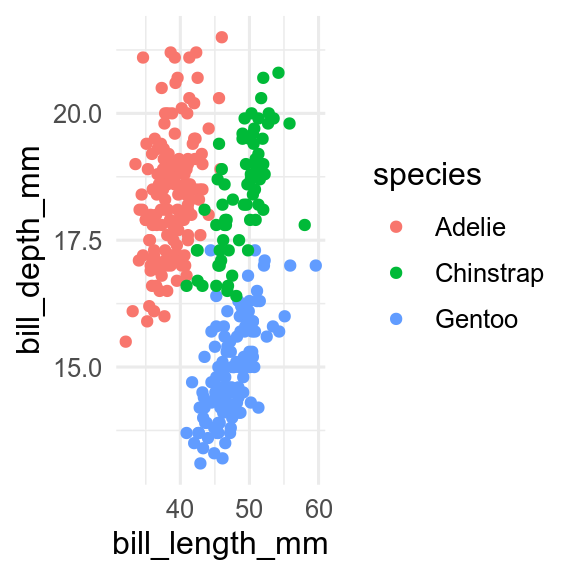 bill_depth_mm
20.0
17.5
15.0
40 50 60
bill_length_mm
species
Adelie
Chinstrap
Gentoo